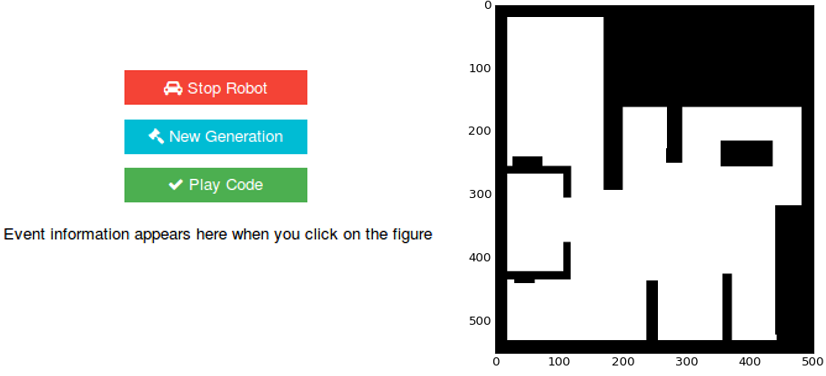 Stop Robot
New Generation
Play Code
Event information appears here when you click on the figure
0
100
200
300
400
500
0 100 200 300 400 500